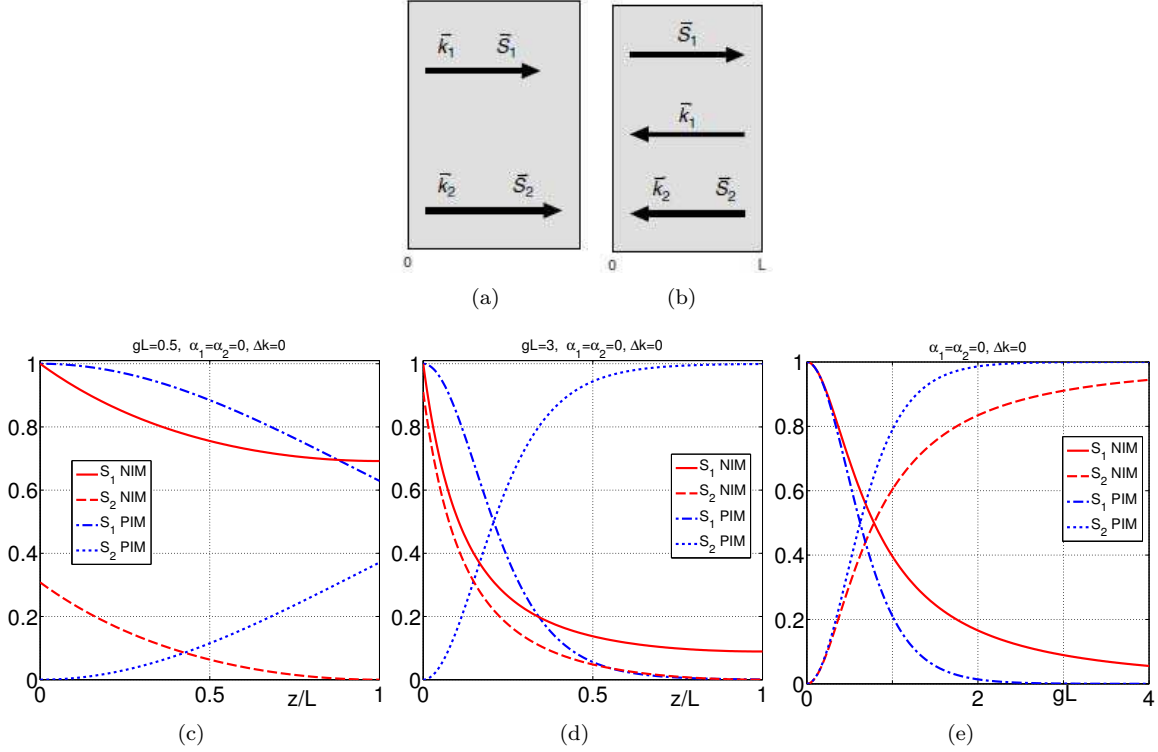 k̄₁ S̄₁
k̄₂ S̄₂
0
(a)
S̄₁
k̄₁
k̄₂ S̄₂
0 L
(b)
gL=0.5, α₁=α₂=0, Δk=0
1
0.8
0.6
0.4
0.2
0
S₁ NIM
S₂ NIM
S₁ PIM
S₂ PIM
0 0.5 z/L 1
(c)
gL=3, α₁=α₂=0, Δk=0
1
0.8
0.6
0.4
0.2
0
S₁ NIM
S₂ NIM
S₁ PIM
S₂ PIM
0 0.5 z/L 1
(d)
α₁=α₂=0, Δk=0
1
0.8
0.6
0.4
0.2
0
S₁ NIM
S₂ NIM
S₁ PIM
S₂ PIM
0 2 gL 4
(e)